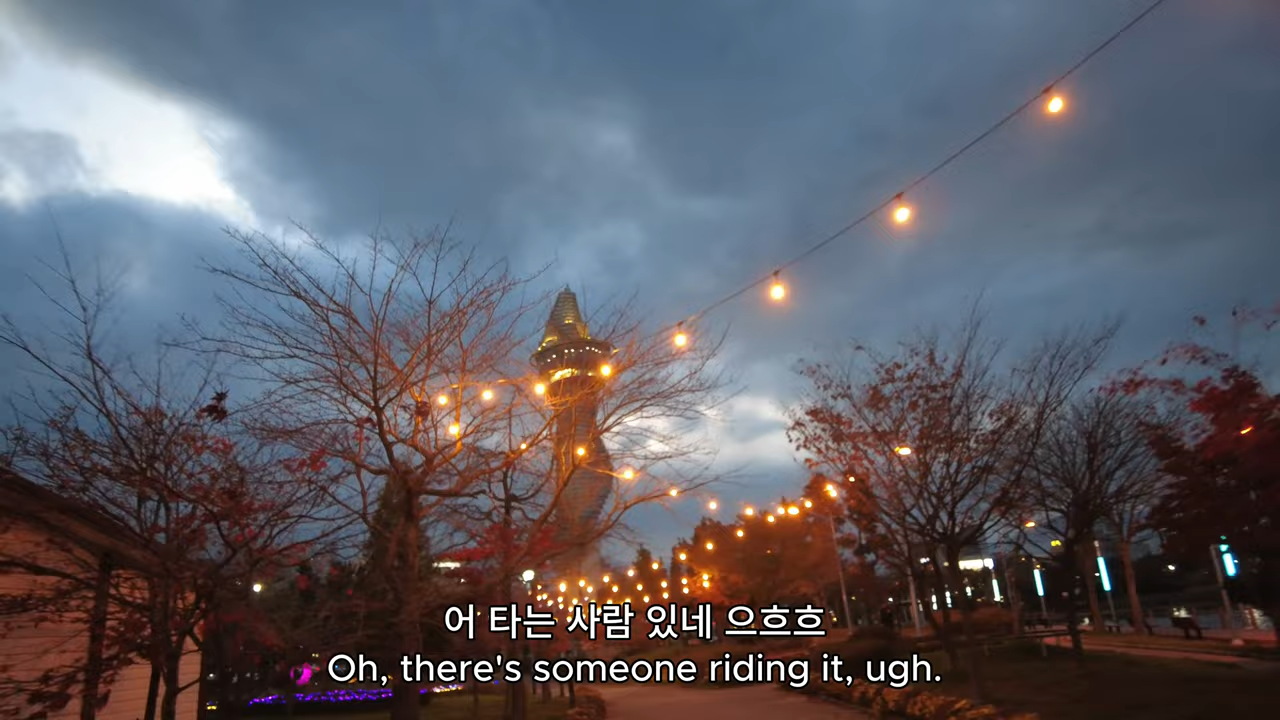 어 타는 사람 있네 으흐흐
Oh, there's someone riding it, ugh.